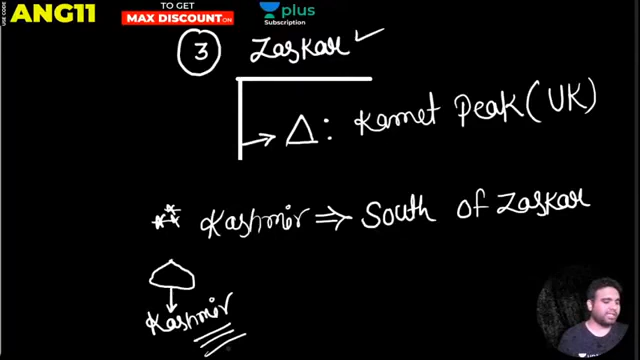 USE CODE
ANG11
TO GET
MAX DISCOUNT ON
plus
Subscription
3 Zaskar ✓
→ △ : Kamet Peak (UK)
*** Kashmir ⇒ South of Zaskar
Kashmir